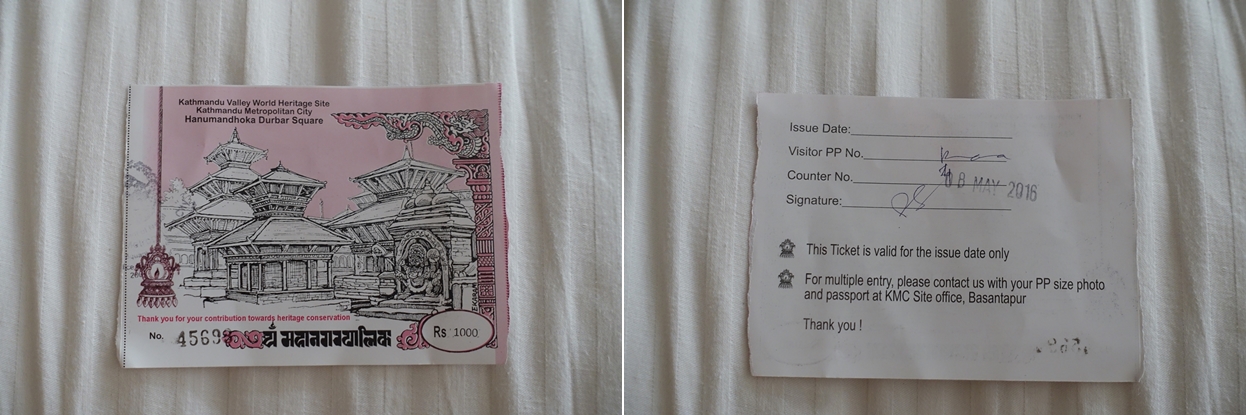 Kathmandu Valley World Heritage Site
Kathmandu Metropolitan City
Hanumandhoka Durbar Square
Thank you for your contribution towards heritage conservation
No. 4569
Rs 1000
Issue Date:
Visitor PP No.
Counter No.
08 MAY 2016
Signature:
This Ticket is valid for the issue date only
For multiple entry, please contact us with your PP size photo
and passport at KMC Site office, Basantapur
Thank you !